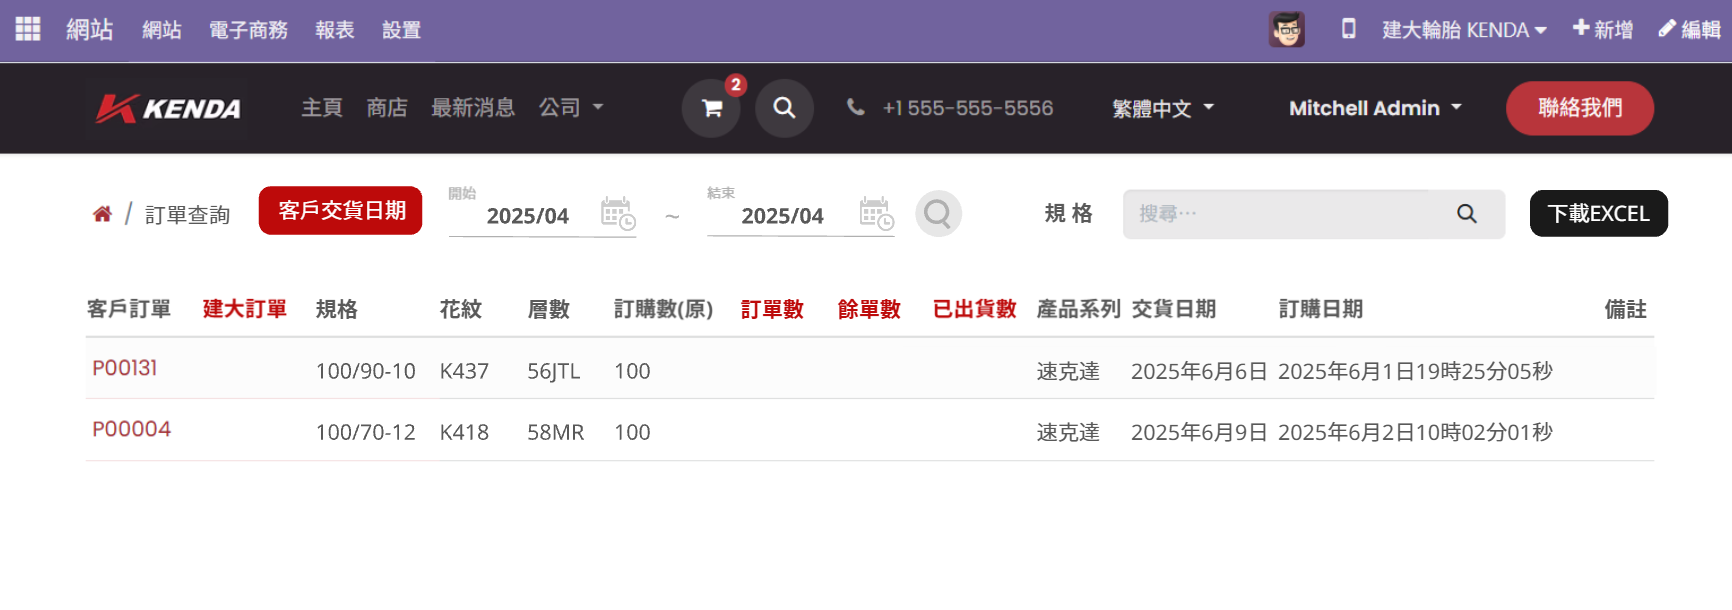 網站 網站 電子商務 報表 設置 建大輪胎 KENDA 新增 編輯
KENDA 主頁 商店 最新消息 公司 2 +1 555-555-5556 繁體中文 Mitchell Admin 聯絡我們
/ 訂單查詢 客戶交貨日期 開始 2025/04 ~ 結束 2025/04 規 格 搜尋… 下載EXCEL
客戶訂單 建大訂單 規格 花紋 層數 訂購數(原) 訂單數 餘單數 已出貨數 產品系列 交貨日期 訂購日期 備註
P00131 100/90-10 K437 56JTL 100 速克達 2025年6月6日 2025年6月1日19時25分05秒
P00004 100/70-12 K418 58MR 100 速克達 2025年6月9日 2025年6月2日10時02分01秒